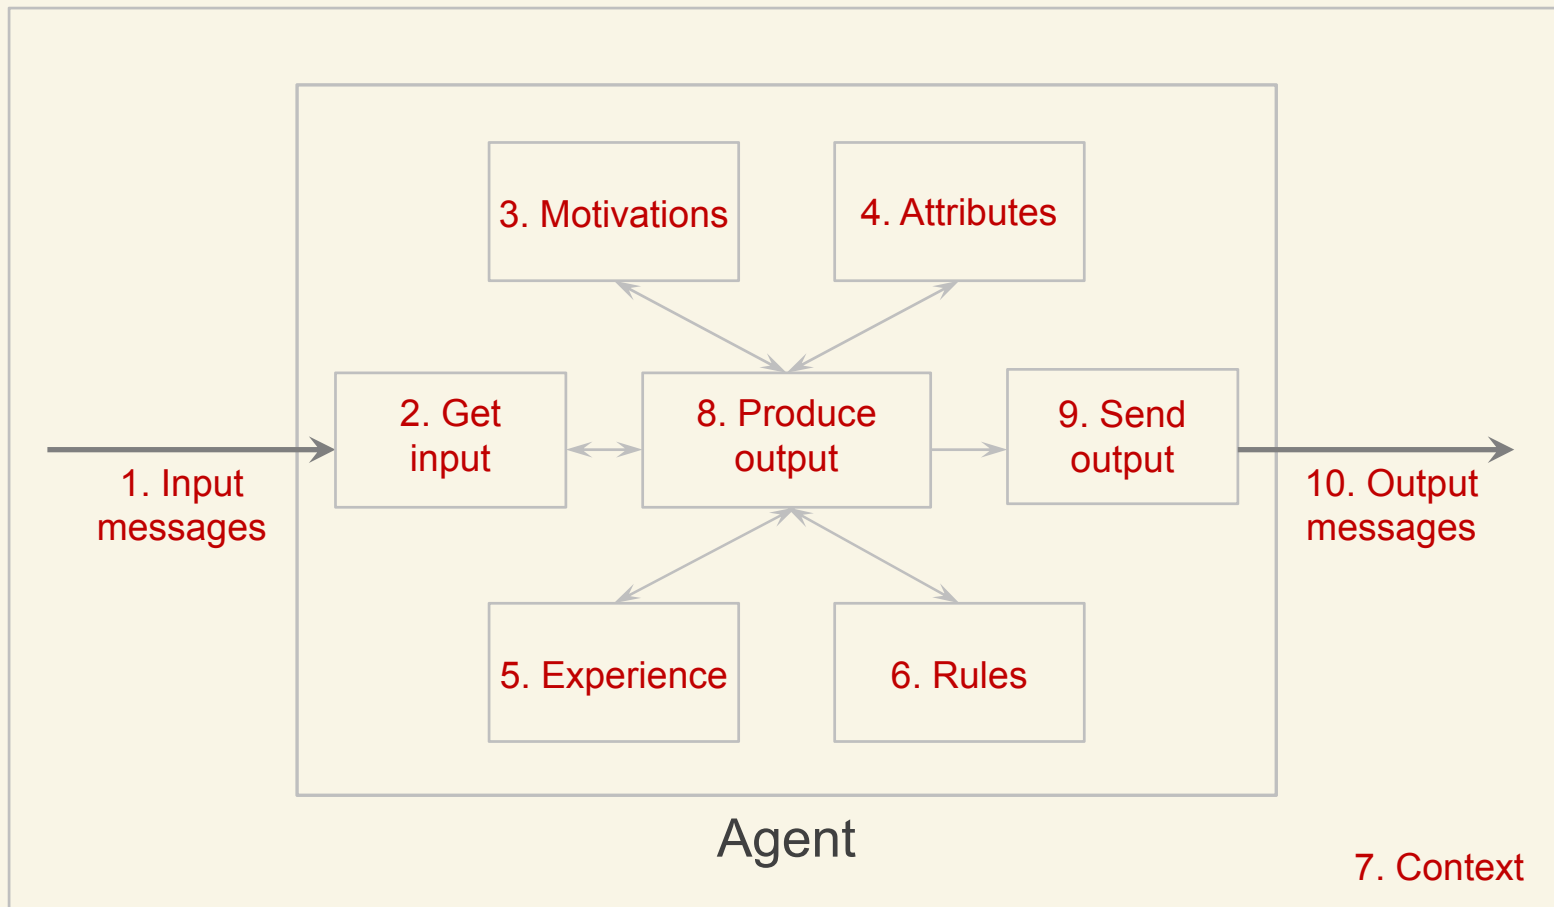 3. Motivations
4. Attributes
2. Get
input
8. Produce
output
9. Send
output
1. Input
messages
10. Output
messages
5. Experience
6. Rules
Agent
7. Context